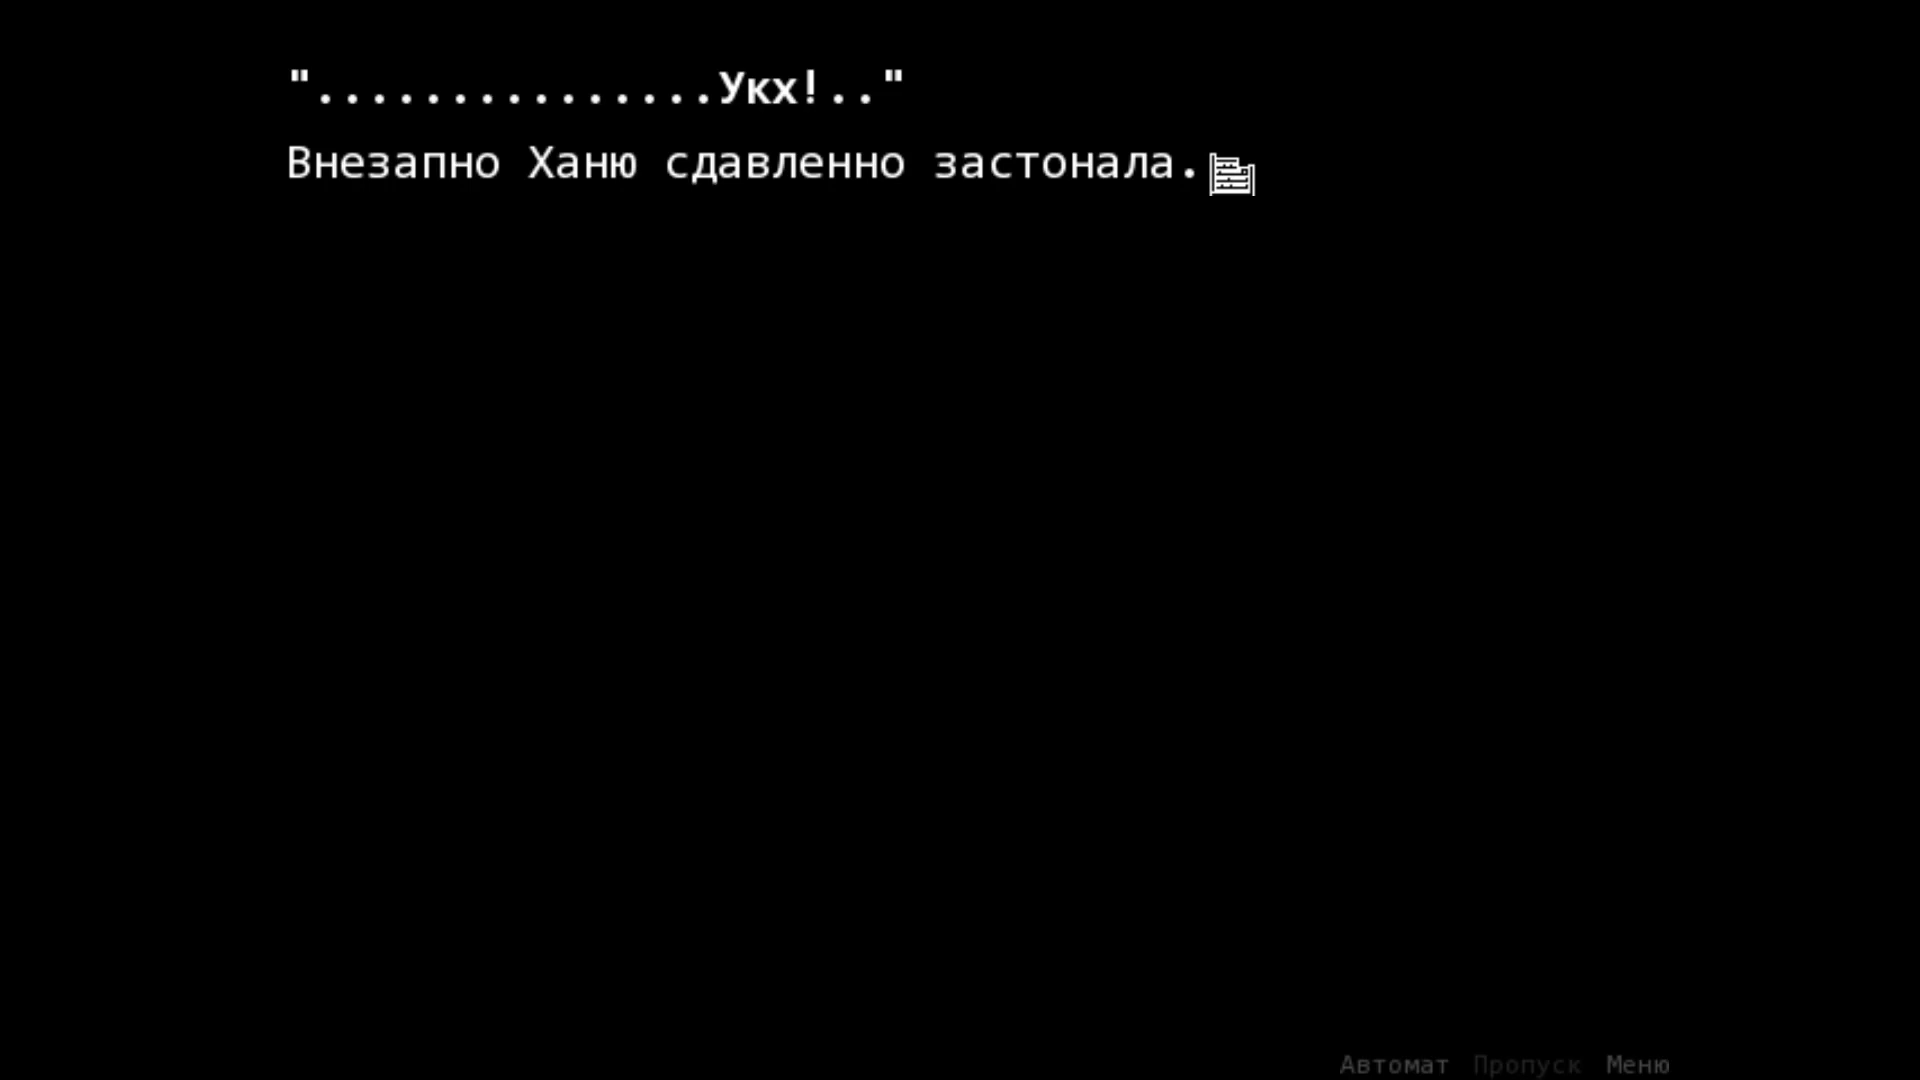 "...............Укх!.."
Внезапно Ханю сдавленно застонала.
Автомат Пропуск Меню